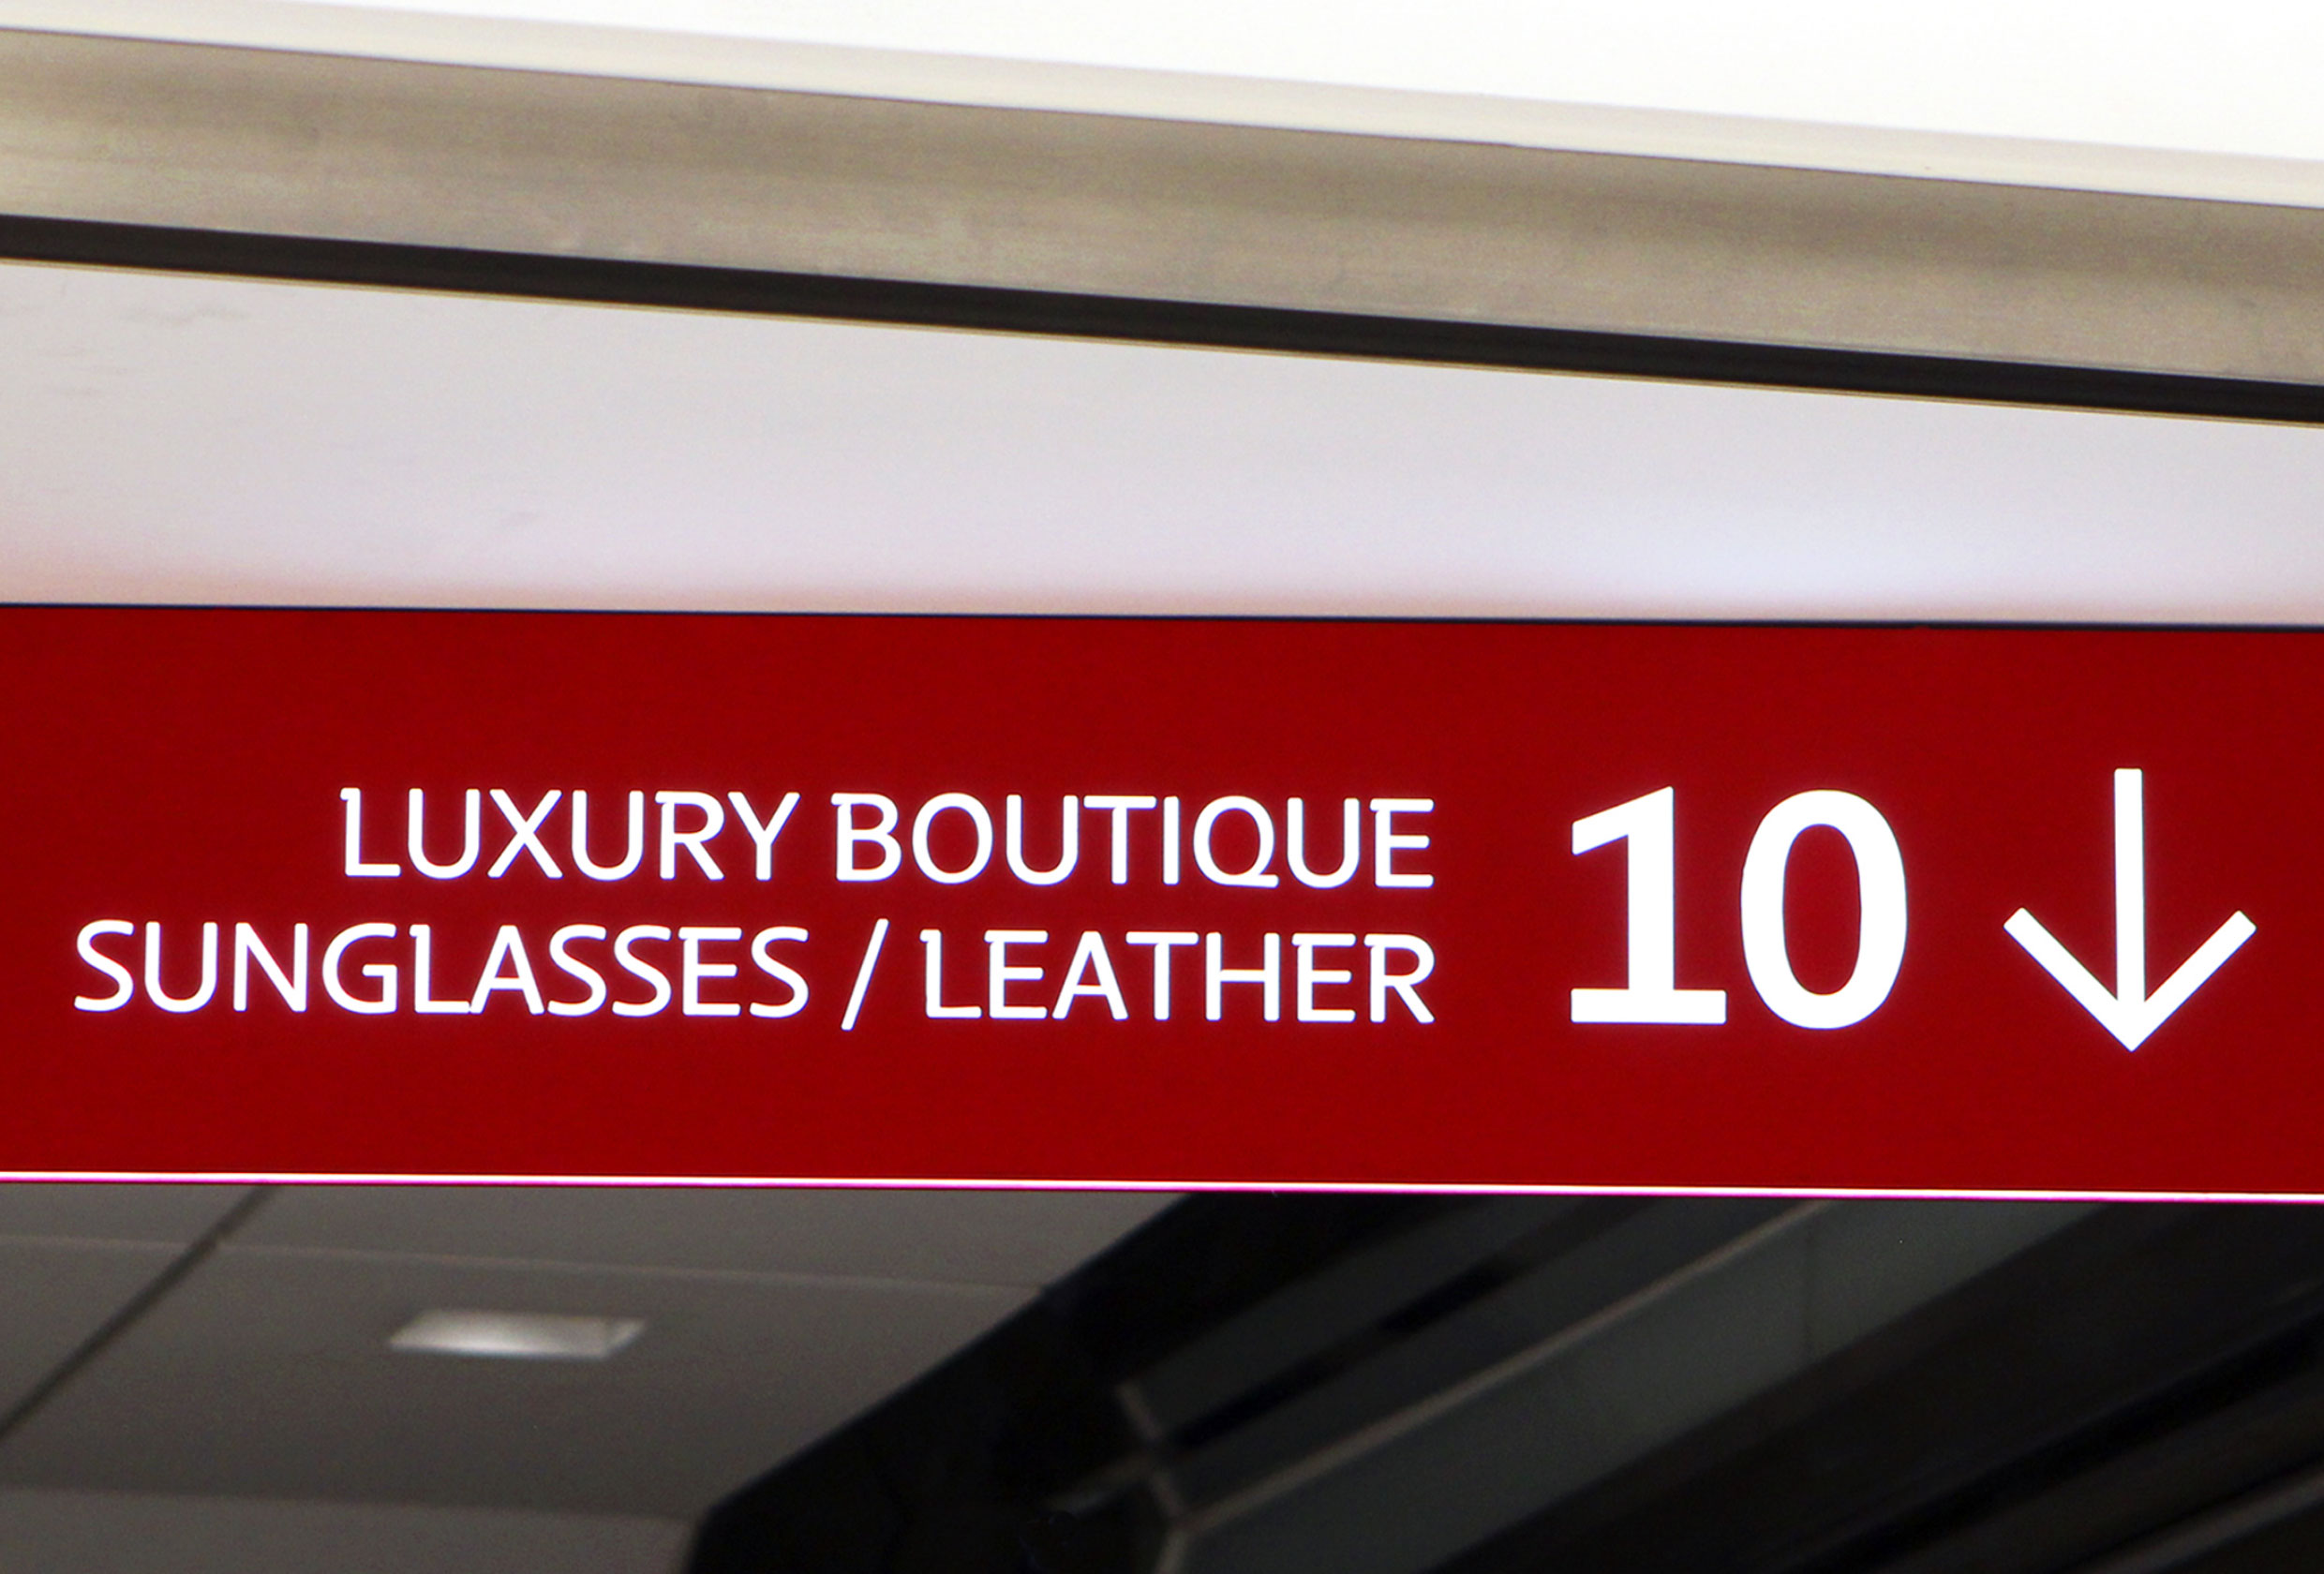 LUXURY BOUTIQUE
SUNGLASSES / LEATHER
10 ↓